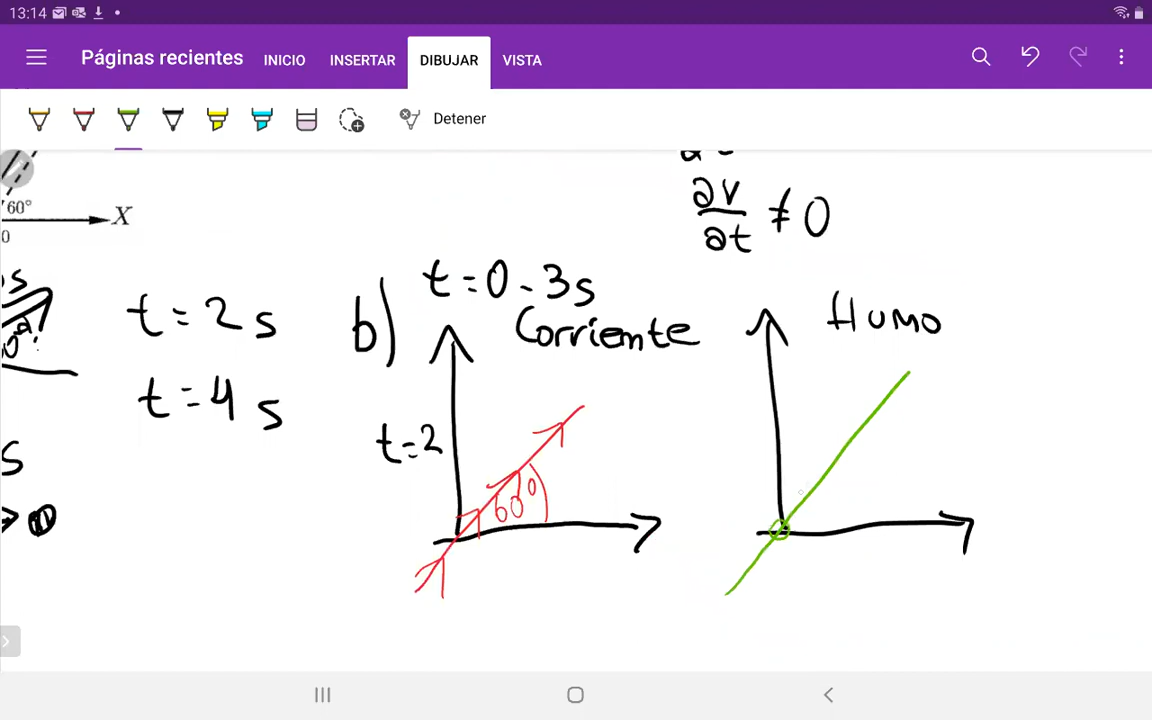 13:14
Páginas recientes INICIO INSERTAR DIBUJAR VISTA
Detener
60°
X
0
∂v/∂t ≠ 0
s
t = 2 s
t = 4 s
b) t = 0 - 3s
Corriente
Humo
t = 2
60°
s